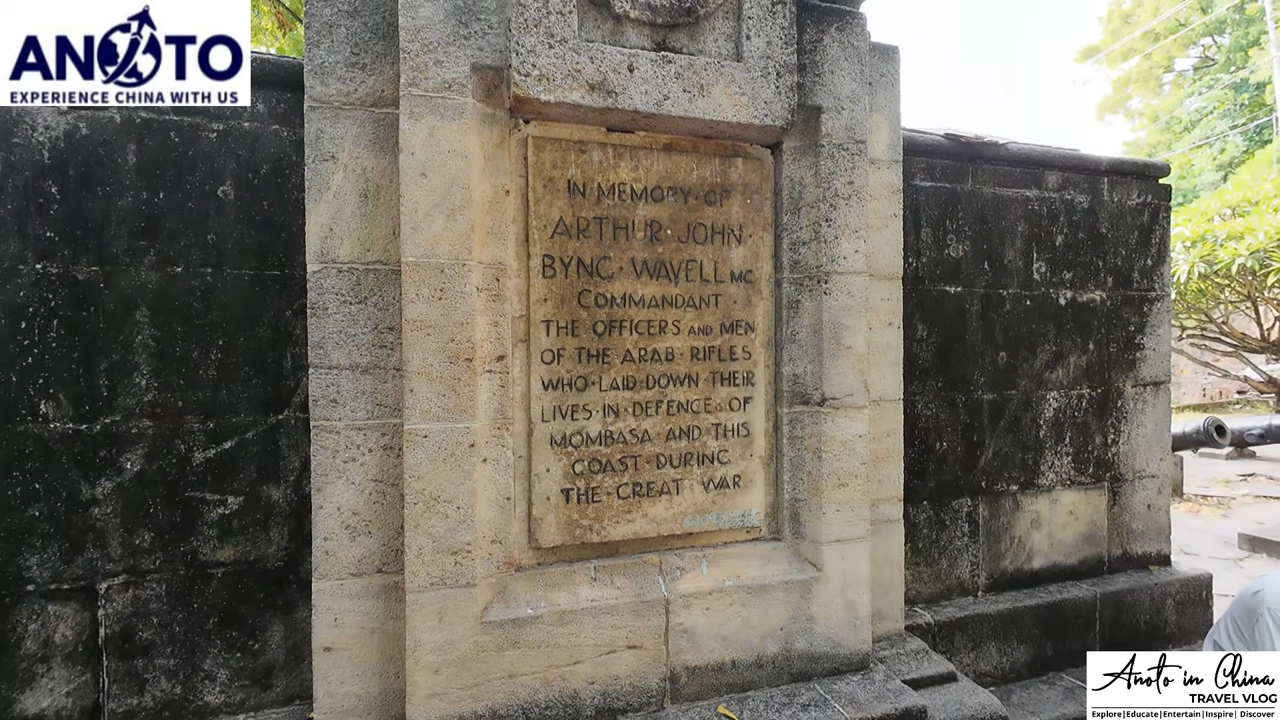 ANOTO
EXPERIENCE CHINA WITH US
IN·MEMORY·OF
ARTHUR·JOHN·
BYNG·WAVELL MC
COMMANDANT·
THE OFFICERS AND MEN
OF THE ARAB·RIFLES
WHO·LAID·DOWN·THEIR
LIVES·IN·DEFENCE·OF
MOMBASA AND THIS
·COAST·DURING·
·THE·GREAT WAR
Anoto in China
TRAVEL VLOG
Explore|Educate|Entertain|Inspire| Discover